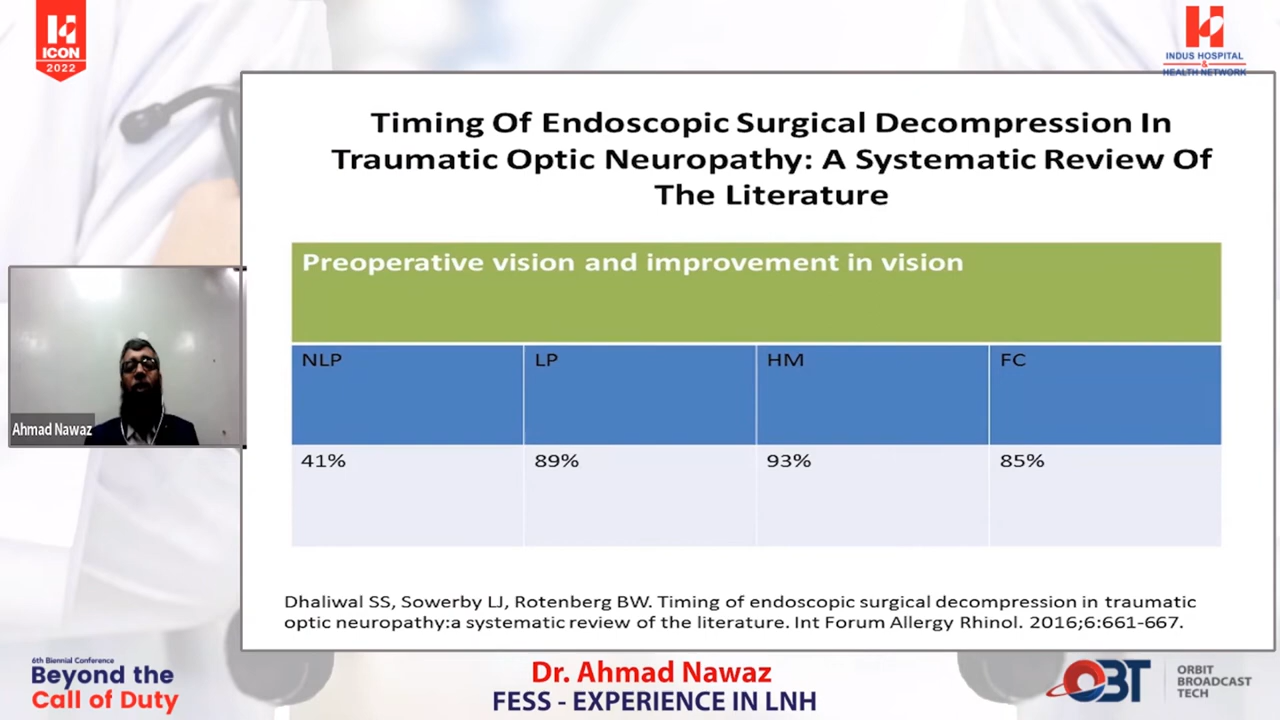 ICON
2022
INDUS HOSPITAL
&
HEALTH NETWORK
Timing Of Endoscopic Surgical Decompression In
Traumatic Optic Neuropathy: A Systematic Review Of
The Literature
Preoperative vision and improvement in vision
NLP LP HM FC
41% 89% 93% 85%
Ahmad Nawaz
Dhaliwal SS, Sowerby LJ, Rotenberg BW. Timing of endoscopic surgical decompression in traumatic
optic neuropathy:a systematic review of the literature. Int Forum Allergy Rhinol. 2016;6:661-667.
6th Biennial Conference
Beyond the
Call of Duty
Dr. Ahmad Nawaz
FESS - EXPERIENCE IN LNH
OBT
ORBIT
BROADCAST
TECH